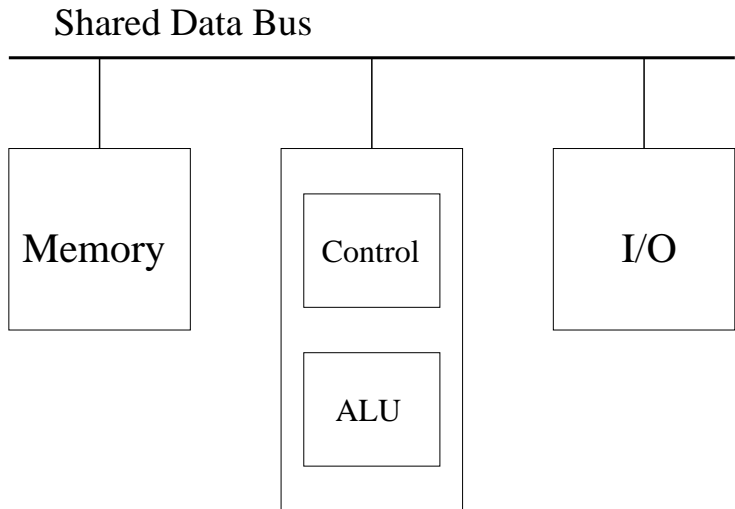 Shared Data Bus
Memory
Control
I/O
ALU